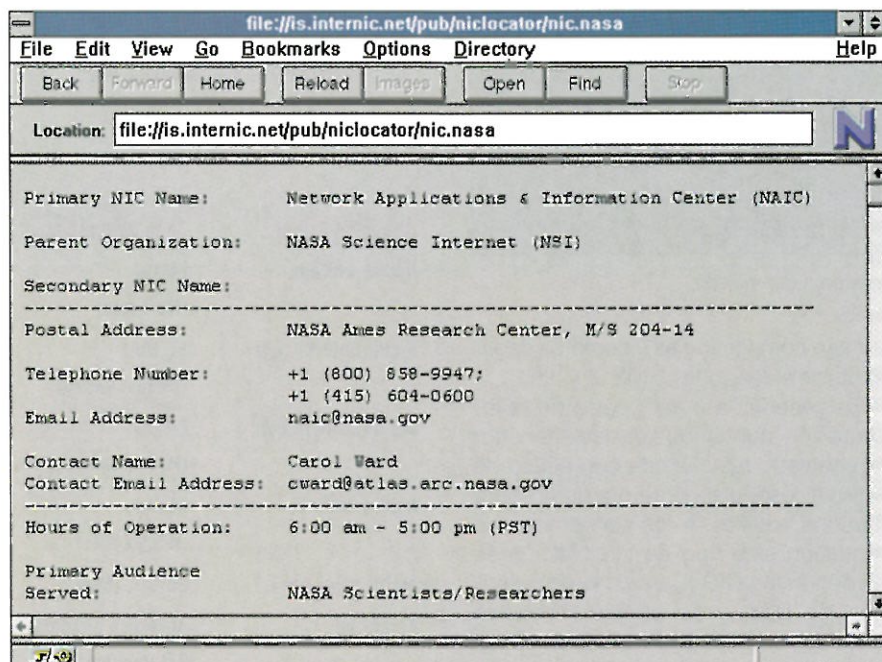 file://is.internic.net/pub/niclocator/nic.nasa
File Edit View Go Bookmarks Options Directory Help
Back Forward Home Reload Images Open Find Stop
Location: file://is.internic.net/pub/niclocator/nic.nasa N
Primary NIC Name: Network Applications & Information Center (NAIC)
Parent Organization: NASA Science Internet (NSI)
Secondary NIC Name:
Postal Address: NASA Ames Research Center, M/S 204-14
Telephone Number: +1 (800) 858-9947;
+1 (415) 604-0600
Email Address: naic@nasa.gov
Contact Name: Carol Ward
Contact Email Address: cward@atlas.arc.nasa.gov
Hours of Operation: 6:00 am - 5:00 pm (PST)
Primary Audience
Served: NASA Scientists/Researchers